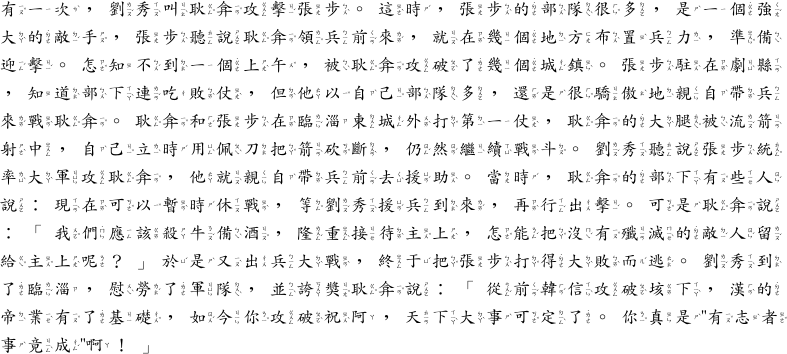 有一次，劉秀叫耿弇攻擊張步。這時，張步的部隊很多，是一個強
大的敵手，張步聽說耿弇領兵前來，就在幾個地方布置兵力，準備
迎擊。怎知不到一個上午，被耿弇攻破了幾個城鎮。張步駐在劇縣
，知道部下連吃敗仗，但他以自己部隊多，還是很驕傲地親自帶兵
來戰耿弇。耿弇和張步在臨淄東城外打第一仗，耿弇的大腿被流箭
射中，自己立時用佩刀把箭砍斷，仍然繼續戰斗。劉秀聽說張步統
率大軍攻耿弇，他就親自帶兵前去援助。當時，耿弇的部下有些人
說：現在可以暫時休戰，等劉秀援兵到來，再行出擊。可是耿弇說
：「我們應該殺牛備酒，隆重接待主上，怎能把沒有殲滅的敵人留
給主上呢？」於是又出兵大戰，終于把張步打得大敗而逃。劉秀到
了臨淄，慰勞了軍隊，並誇獎耿弇說：「從前韓信攻破垓下，漢的
帝業有了基礎，如今你攻破祝阿，天下大事可定了。你真是"有志者
事竟成"啊！」